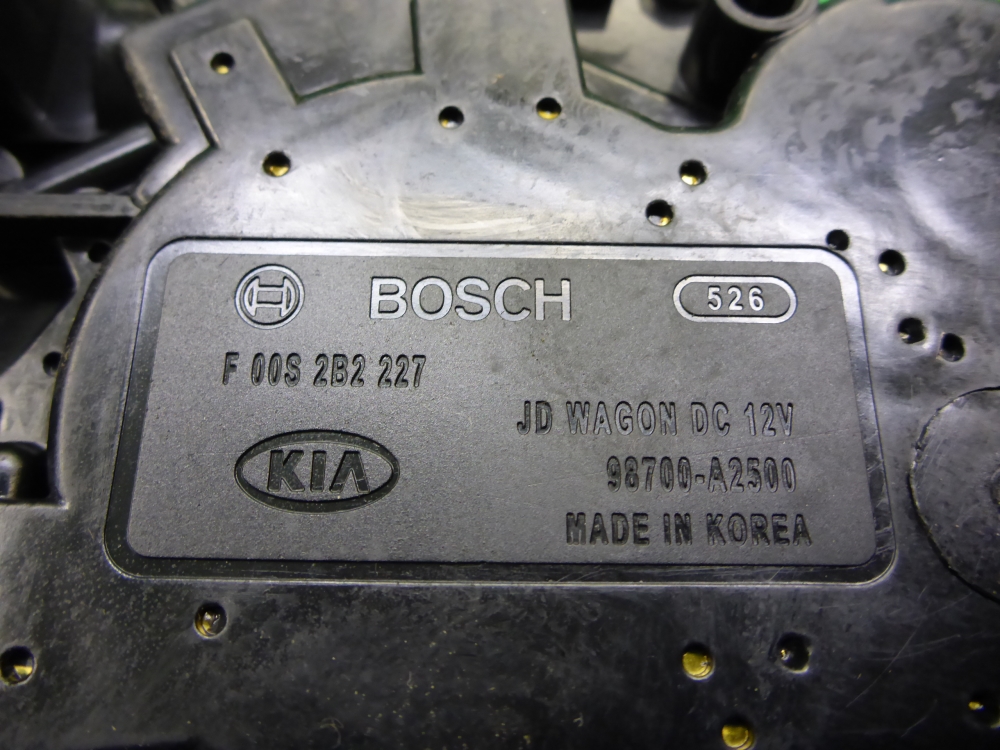 BOSCH 526
F 00S 2B2 227
JD WAGON DC 12V
KIA 98700-A2500
MADE IN KOREA